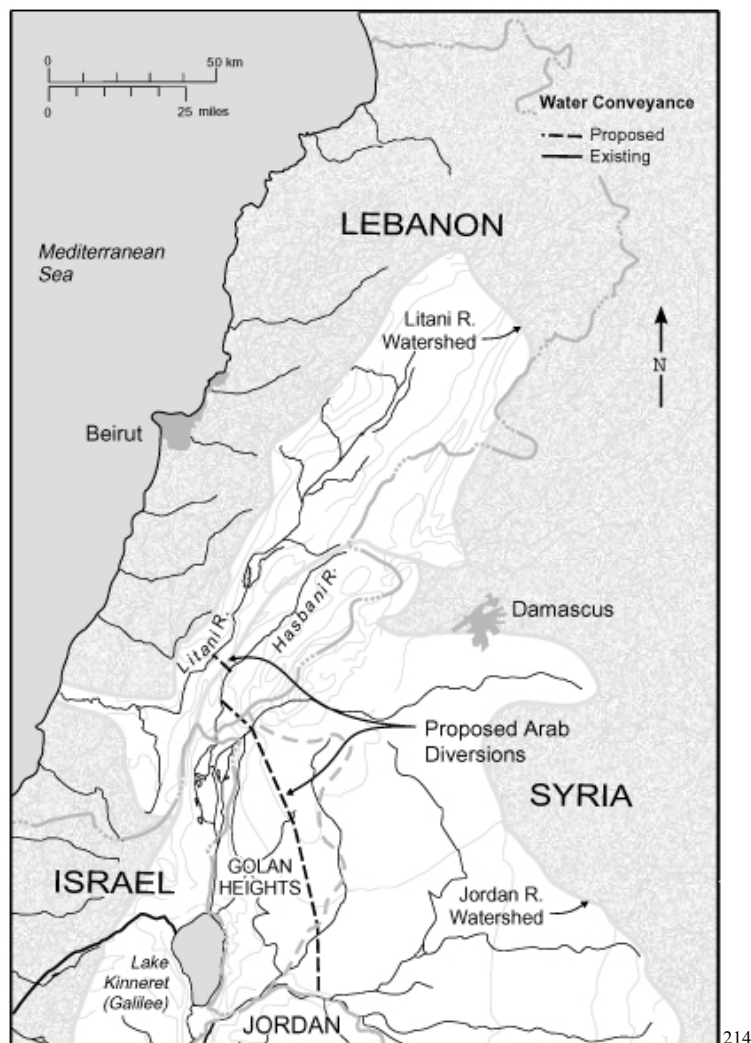 0
50 km
0
25 miles
Water Conveyance
Proposed
Existing
LEBANON
Mediterranean
Sea
Litani R.
Watershed
N
Beirut
Damascus
Litani R.
Hasbani R.
Proposed Arab
Diversions
SYRIA
GOLAN
HEIGHTS
ISRAEL
Jordan R.
Watershed
Lake
Kinneret
(Galilee)
JORDAN
214